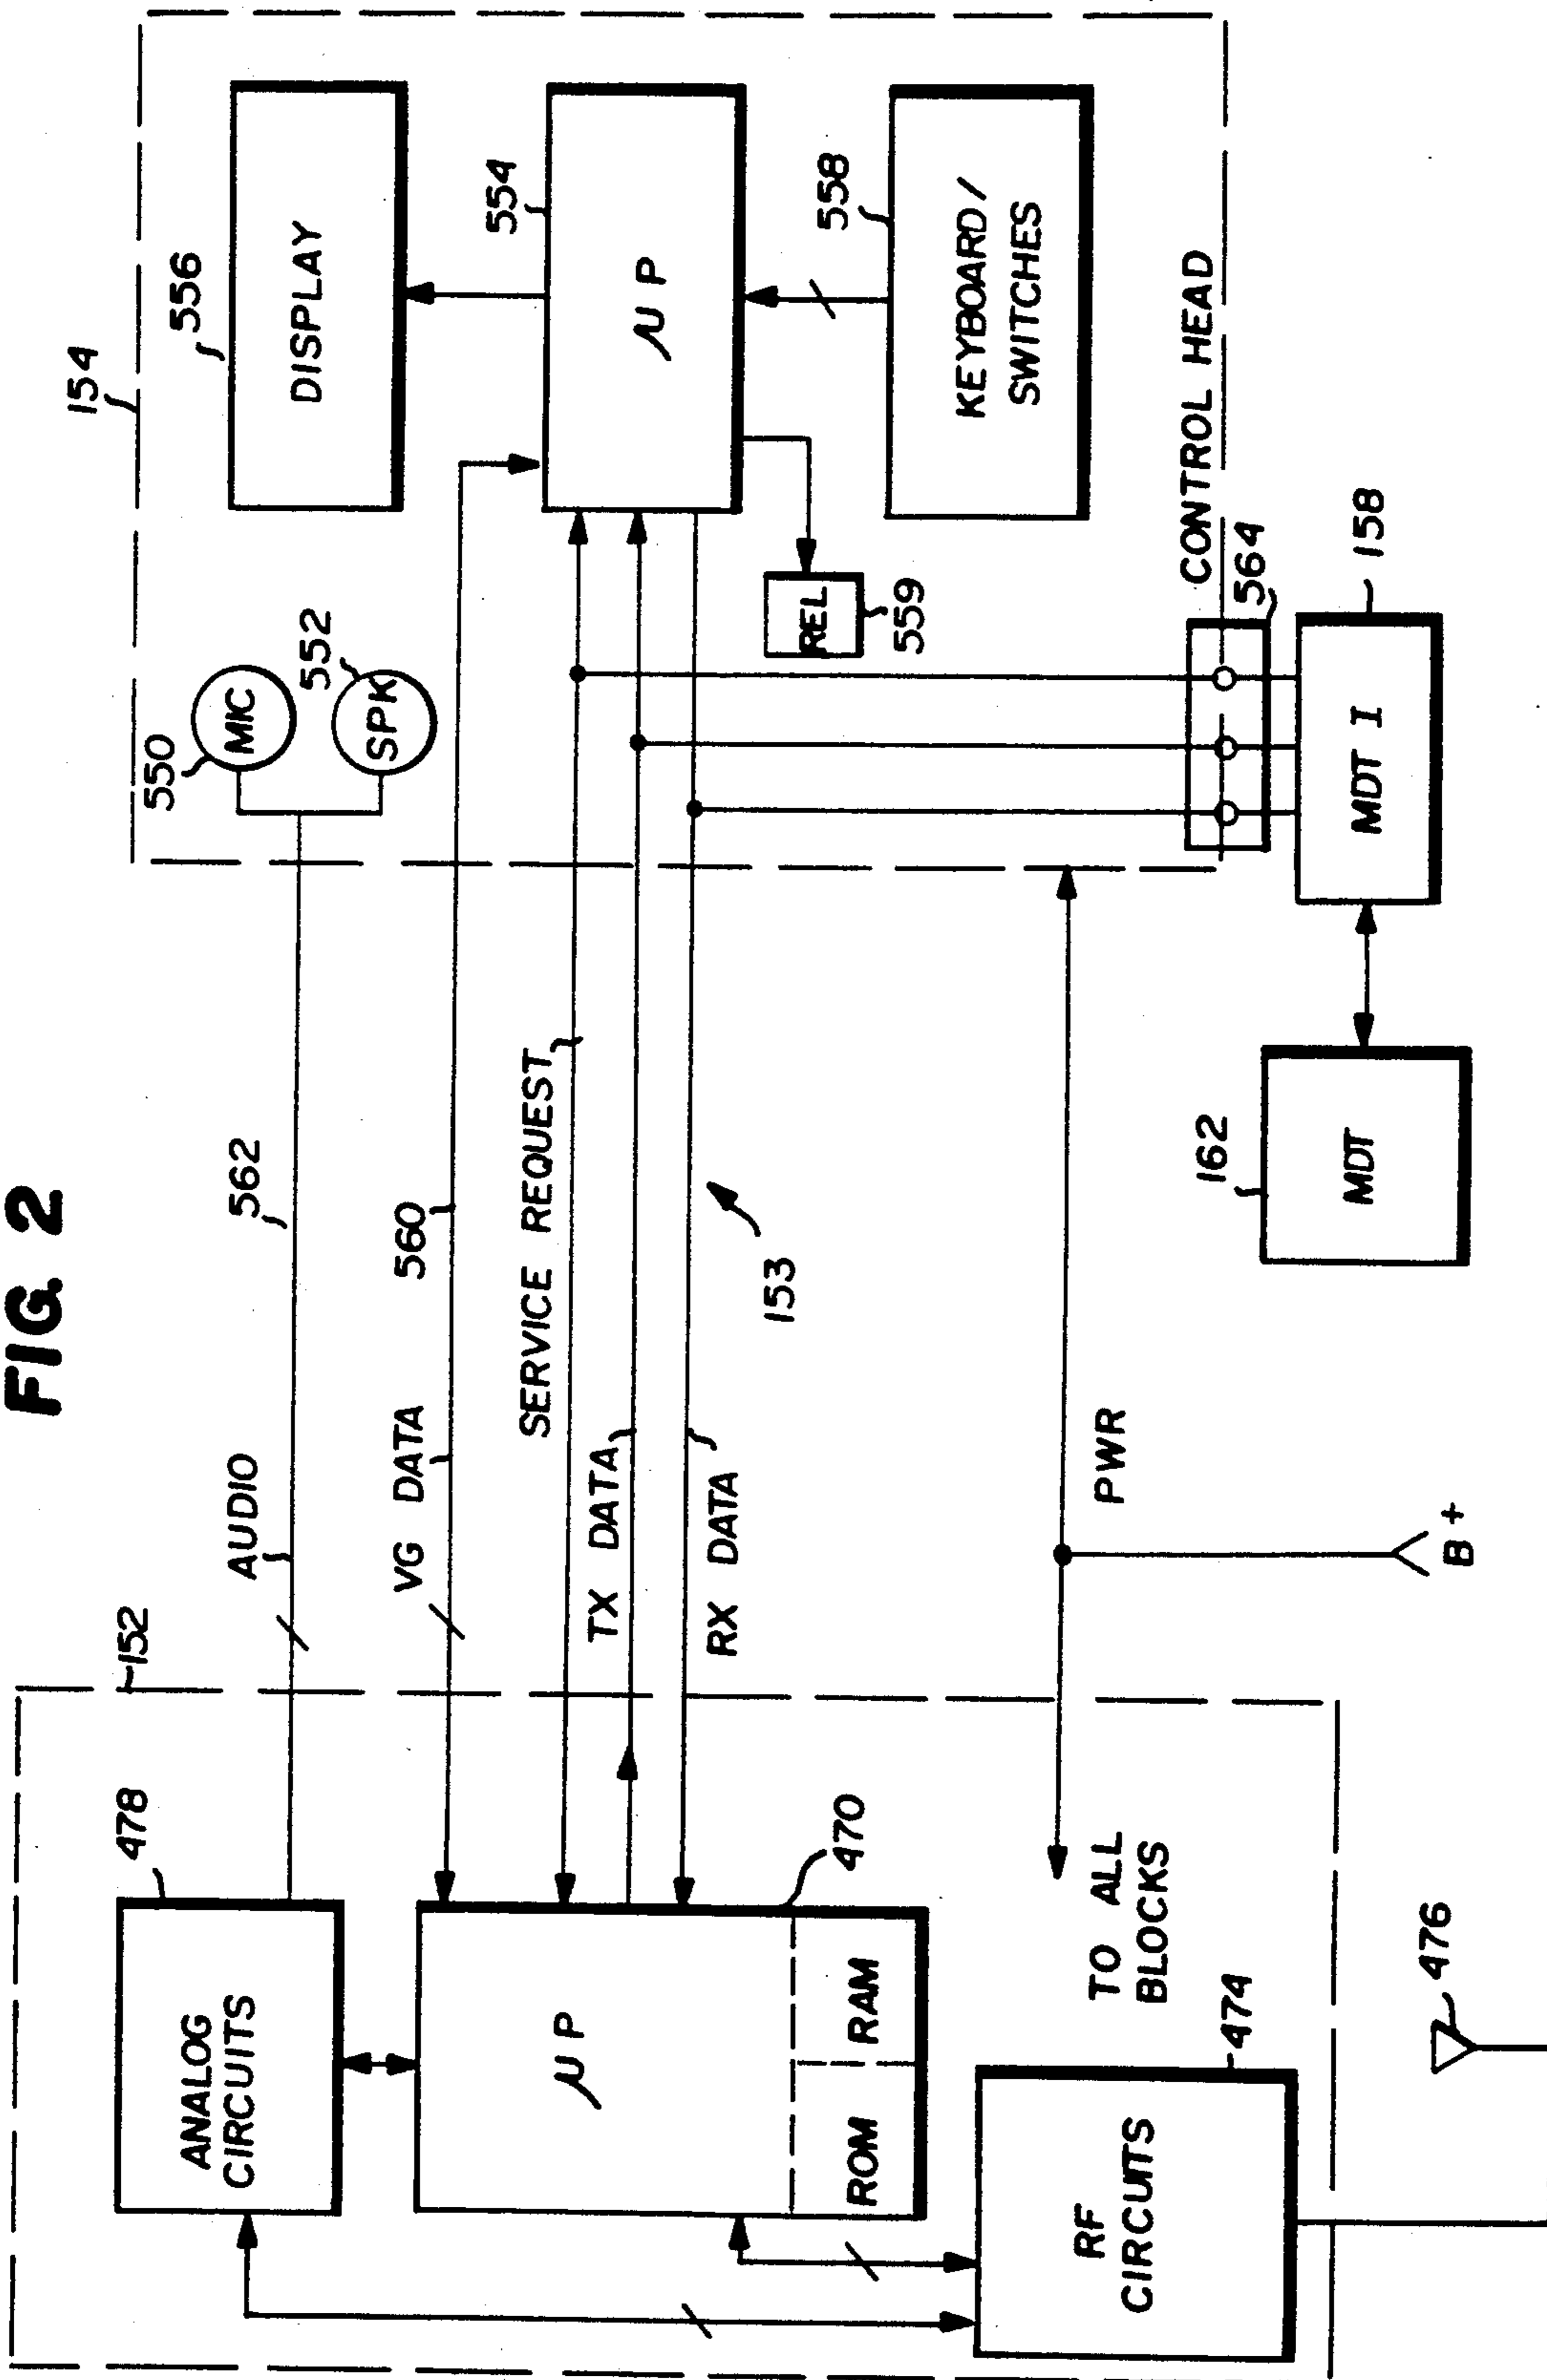 FIG. 2
154
556
DISPLAY
550
MIC
552
SPK
554
μP
558
KEYBOARD/
SWITCHES
REL
559
CONTROL HEAD
564
MDT I
158
162
MDT
152
AUDIO
562
VG DATA
560
SERVICE REQUEST
TX DATA
RX DATA
153
PWR
B+
478
ANALOG
CIRCUITS
470
μP
ROM
RAM
TO ALL
BLOCKS
474
RF
CIRCUITS
476